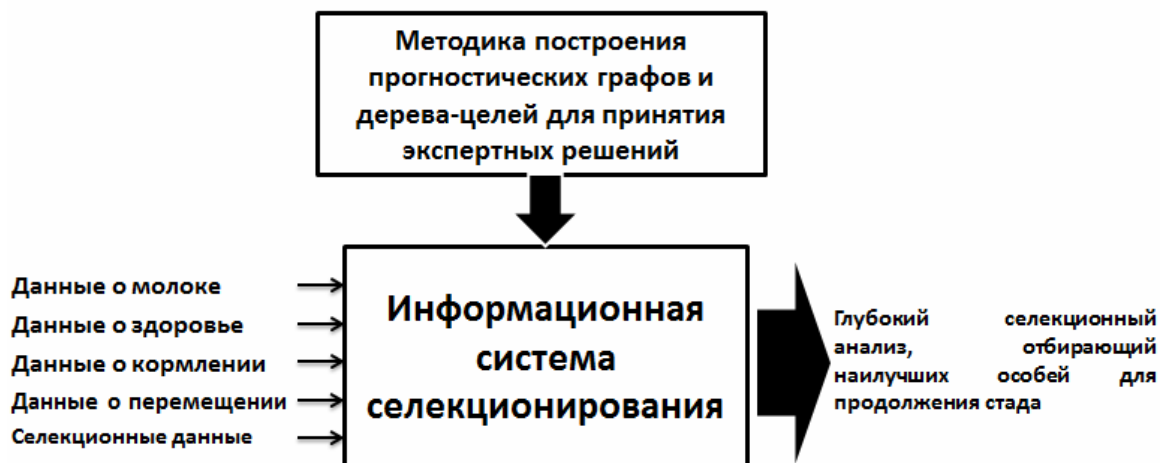 Методика построения
прогностических графов и
дерева-целей для принятия
экспертных решений
Данные о молоке
Данные о здоровье
Данные о кормлении
Данные о перемещении
Селекционные данные
Информационная
система
селекционирования
Глубокий селекционный
анализ, отбирающий
наилучших особей для
продолжения стада